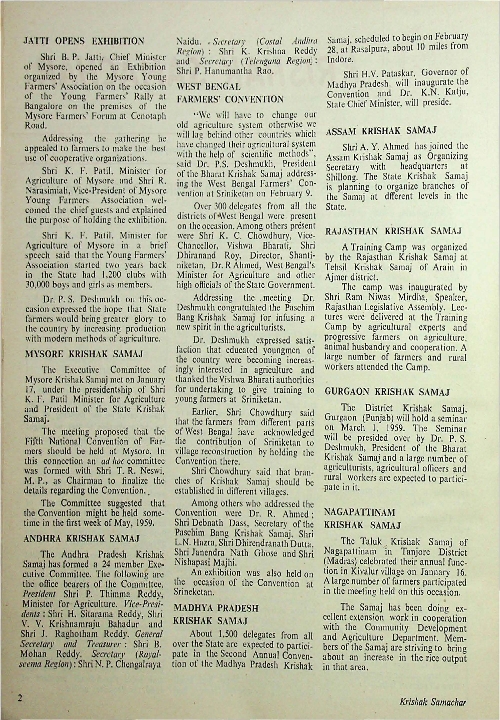 JATTI OPENS EXHIBITION
Shri B. P. Jatti, Chief Minister
of Mysore, opened an Exhibition
organized by the Mysore Young
Farmers' Association on the occasion
of the Young Farmers' Rally at
Bangalore on the premises of the
Mysore Farmers' Forum at Cenotaph
Road.
Addressing the gathering he
appealed to farmers to make the best
use of cooperative organizations.
Shri K. F. Patil, Minister for
Agriculture of Mysore and Shri R.
Narasimiah, Vice-President of Mysore
Young Farmers Association wel-
comed the chief guests and explained
the purpose of holding the exhibition.
Shri K. F. Patil, Minister for
Agriculture of Mysore in a brief
speech said that the Young Farmers'
Association started two years back
in the State had 1,200 clubs with
30,000 boys and girls as members.
Dr. P. S. Deshmukh on this oc-
casion expressed the hope that State
farmers would bring greater glory to
the country by increasing production
with modern methods of agriculture.
MYSORE KRISHAK SAMAJ
The Executive Committee of
Mysore Krishak Samaj met on January
17, under the presidentship of Shri
K. F. Patil Minister for Agriculture
and President of the State Krishak
Samaj.
The meeting proposed that the
Fifth National Convention of Far-
mers should be held at Mysore. In
this connection an ad hoc committee
was formed with Shri T. R. Neswi,
M. P., as Chairman to finalize the
details regarding the Convention.
The Committee suggested that
the Convention might be held some-
time in the first week of May, 1959.
ANDHRA KRISHAK SAMAJ
The Andhra Pradesh Krishak
Samaj has formed a 24 member Exe-
cutive Committee. The following are
the office bearers of the Committee.
President Shri P. Thimma Reddy,
Minister for Agriculture. Vice-Presi-
dents : Shri H. Sitarama Reddy, Shri
V. V. Krishnamraju Bahadur and
Shri J. Raghotham Reddy. General
Secretary and Treasurer : Shri B.
Mohan Reddy. Secretary (Rayal-
seema Region) : Shri N. P. Chengalraya
Naidu. Secretary (Costal Andhra
Region) : Shri K. Krishna Reddy
and Secretary (Telengana Region) :
Shri P. Hanumantha Rao.
WEST BENGAL
FARMERS' CONVENTION
"We will have to change our
old agriculture system otherwise we
will lag behind other countries which
have changed their agricultural system
with the help of scientific methods",
said Dr. P.S. Deshmukh, President
of the Bharat Krishak Samaj address-
ing the West Bengal Farmers' Con-
vention at Sriniketan on February 9.
Over 300 delegates from all the
districts of West Bengal were present
on the occasion. Among others present
were Shri K. C. Chowdhury, Vice-
Chancellor, Vishwa Bharati, Shri
Dhiranand Roy, Director, Shanti-
niketan, Dr. R Ahmed, West Bengal's
Minister for Agriculture and other
high officials of the State Government.
Addressing the meeting Dr.
Deshmukh congratulated the Paschim
Bang Krishak Samaj for infusing a
new spirit in the agriculturists.
Dr. Deshmukh expressed satis-
faction that educated youngmen of
the country were becoming increas-
ingly interested in agriculture and
thanked the Vishwa Bharati authorities
for undertaking to give training to
young farmers at Sriniketan.
Earlier, Shri Chowdhury said
that the farmers from different parts
of West Bengal have acknowledged
the contribution of Sriniketan to
village reconstruction by holding the
Convention there.
Shri Chowdhury said that bran-
ches of Krishak Samaj should be
established in different villages.
Among others who addressed the
Convention were Dr. R. Ahmed ;
Shri Debnath Dass, Secretary of the
Paschim Bang Krishak Samaj, Shri
L.N. Hazra, Shri Dhirendranath Dutta,
Shri Janendra Nath Ghose and Shri
Nishapasi Majhi.
An exhibition was also held on
the occasion of the Convention at
Srineketan.
MADHYA PRADESH
KRISHAK SAMAJ
About 1,500 delegates from all
over the State are expected to partici-
pate in the Second Annual Conven-
tion of the Madhya Pradesh Krishak
Samaj, scheduled to begin on February
28, at Rasalpura, about 10 miles from
Indore.
Shri H.V. Pataskar, Governor of
Madhya Pradesh will inaugurate the
Convention and Dr. K.N. Katju,
State Chief Minister, will preside.
ASSAM KRISHAK SAMAJ
Shri A. Y. Ahmed has joined the
Assam Krishak Samaj as Organizing
Secretary with headquarters at
Shillong. The State Krishak Samaj
is planning to organize branches of
the Samaj at dfferent levels in the
State.
RAJASTHAN KRISHAK SAMAJ
A Training Camp was organized
by the Rajasthan Krishak Samaj at
Tehsil Krishak Samaj of Arain in
Ajmer district.
The camp was inaugurated by
Shri Ram Niwas Mirdha, Speaker,
Rajasthan Legislative Assembly. Lec-
tures were delivered at the Training
Camp by agricultural experts and
progressive farmers on agriculture,
animal husbandry and cooperation. A
large number of farmers and rural
workers attended the Camp.
GURGAON KRISHAK SAMAJ
The District Krishak Samaj,
Gurgaon (Punjab) will hold a seminar
on March 1, 1959. The Seminar
will be presided over by Dr. P. S.
Deshmukh, President of the Bharat
Krishak Samaj and a large number of
agriculturists, agricultural officers and
rural workers are expected to partici-
pate in it.
NAGAPATTINAM
KRISHAK SAMAJ
The Taluk Krishak Samaj of
Nagapattinam in Tanjore District
(Madras) celebrated their annual func-
tion in Kivalur village on January 16.
A large number of farmers participated
in the meeting held on this occasion.
The Samaj has been doing ex-
cellent extension work in cooperation
with the Community Development
and Agriculture Department. Mem-
bers of the Samaj are striving to bring
about an increase in the rice output
in that area.
2
Krishak Samachar